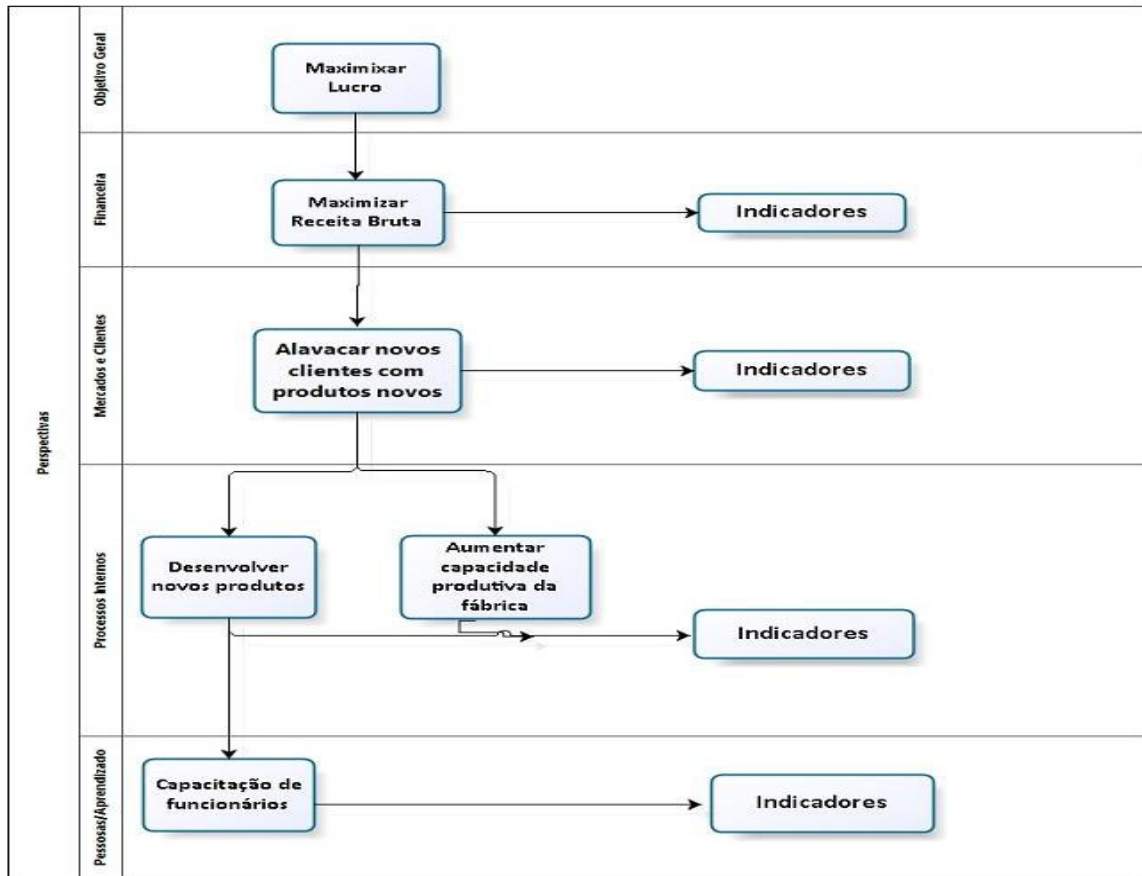 Perspectivas
Objetivo Geral
Maximixar
Lucro
Financeira
Maximizar
Receita Bruta
Indicadores
Mercados e Clientes
Alavacar novos
clientes com
produtos novos
Indicadores
Processos Internos
Desenvolver
novos produtos
Aumentar
capacidade
produtiva da
fábrica
Indicadores
Pessosas/Aprendizado
Capacitação de
funcionários
Indicadores